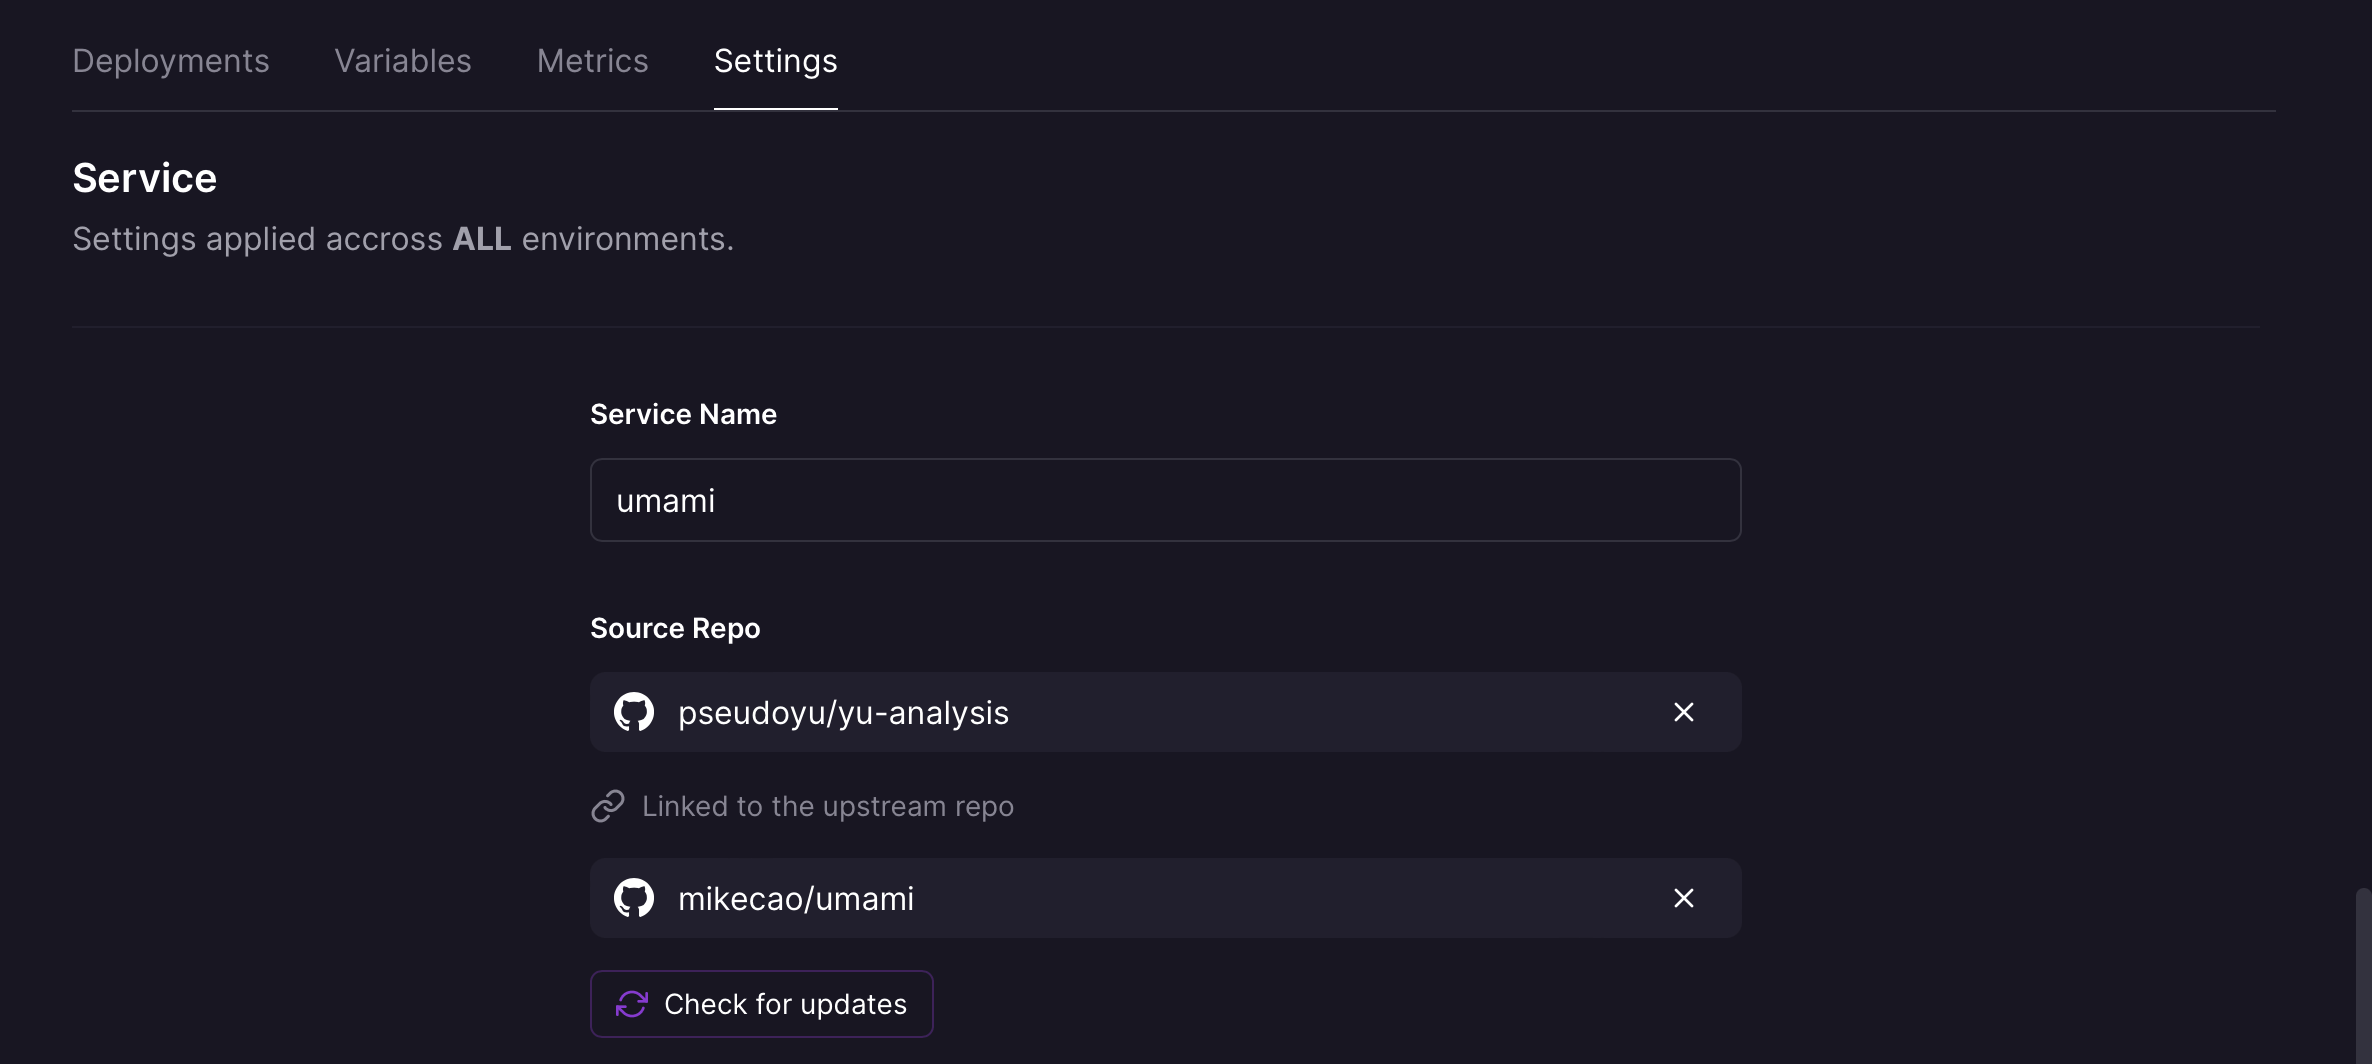 Deployments Variables Metrics Settings
Service
Settings applied accross ALL environments.
Service Name
umami
Source Repo
pseudoyu/yu-analysis
Linked to the upstream repo
mikecao/umami
Check for updates